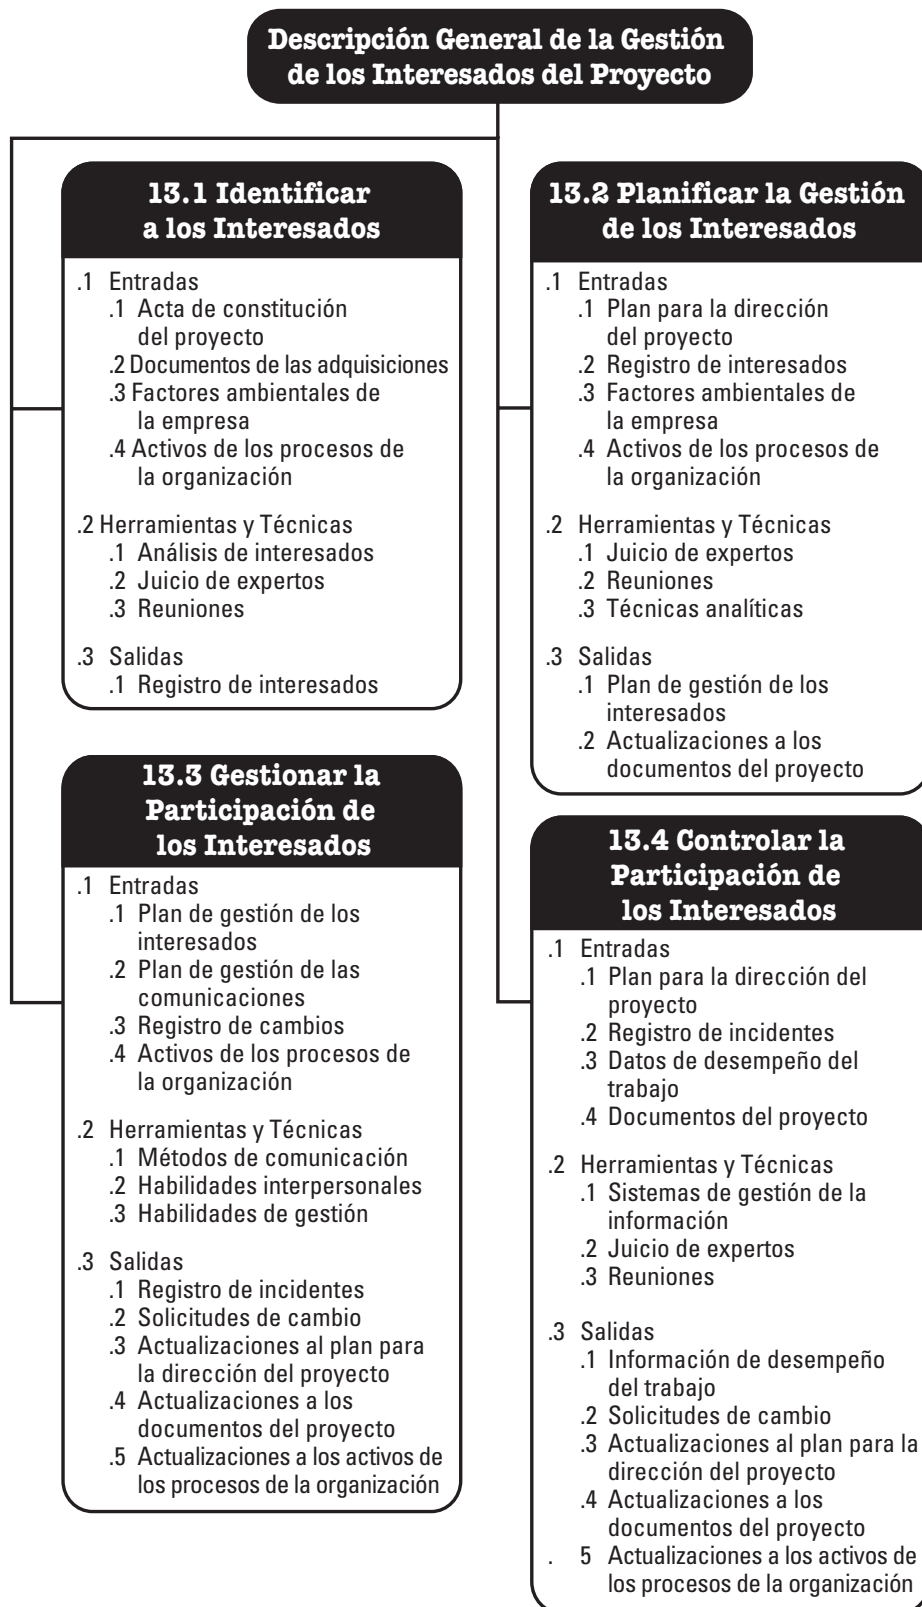 Descripción General de la Gestión
de los Interesados del Proyecto
13.1 Identificar
a los Interesados
.1 Entradas
.1 Acta de constitución
del proyecto
.2 Documentos de las adquisiciones
.3 Factores ambientales de
la empresa
.4 Activos de los procesos de
la organización
.2 Herramientas y Técnicas
.1 Análisis de interesados
.2 Juicio de expertos
.3 Reuniones
.3 Salidas
.1 Registro de interesados
13.2 Planificar la Gestión
de los Interesados
.1 Entradas
.1 Plan para la dirección
del proyecto
.2 Registro de interesados
.3 Factores ambientales de
la empresa
.4 Activos de los procesos de
la organización
.2 Herramientas y Técnicas
.1 Juicio de expertos
.2 Reuniones
.3 Técnicas analíticas
.3 Salidas
.1 Plan de gestión de los
interesados
.2 Actualizaciones a los
documentos del proyecto
13.3 Gestionar la
Participación de
los Interesados
.1 Entradas
.1 Plan de gestión de los
interesados
.2 Plan de gestión de las
comunicaciones
.3 Registro de cambios
.4 Activos de los procesos de
la organización
.2 Herramientas y Técnicas
.1 Métodos de comunicación
.2 Habilidades interpersonales
.3 Habilidades de gestión
.3 Salidas
.1 Registro de incidentes
.2 Solicitudes de cambio
.3 Actualizaciones al plan para
la dirección del proyecto
.4 Actualizaciones a los
documentos del proyecto
.5 Actualizaciones a los activos de
los procesos de la organización
13.4 Controlar la
Participación de
los Interesados
.1 Entradas
.1 Plan para la dirección del
proyecto
.2 Registro de incidentes
.3 Datos de desempeño del
trabajo
.4 Documentos del proyecto
.2 Herramientas y Técnicas
.1 Sistemas de gestión de la
información
.2 Juicio de expertos
.3 Reuniones
.3 Salidas
.1 Información de desempeño
del trabajo
.2 Solicitudes de cambio
.3 Actualizaciones al plan para la
dirección del proyecto
.4 Actualizaciones a los
documentos del proyecto
. 5 Actualizaciones a los activos de
los procesos de la organización